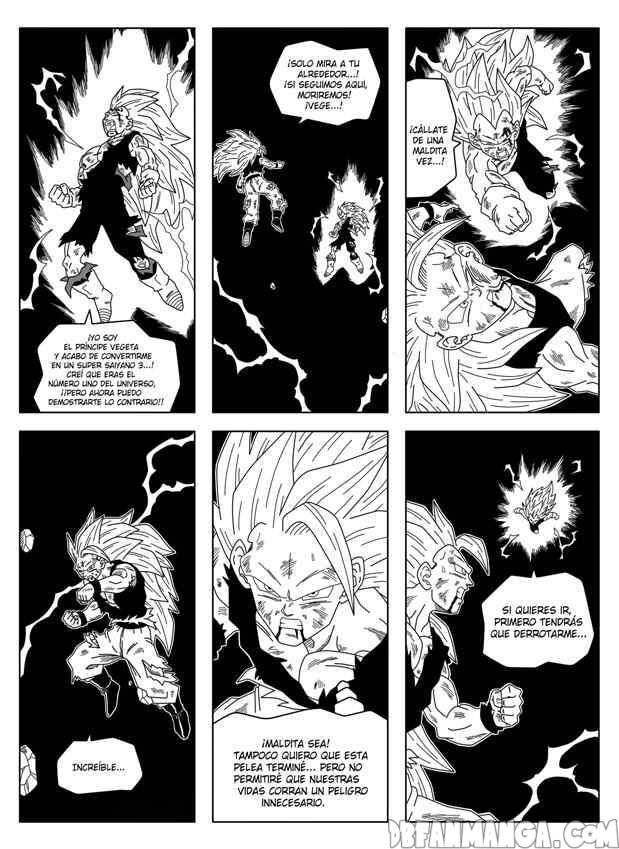 ¡YO SOY
EL PRÍNCIPE VEGETA
Y ACABO DE CONVERTIRME
EN UN SUPER SAIYANO 3...!
CREÍ QUE ERAS EL
NÚMERO UNO DEL UNIVERSO,
¡¡PERO AHORA PUEDO
DEMOSTRARTE LO CONTRARIO!!
¡SOLO MIRA A TU
ALREDEDOR...!
¡SI SEGUIMOS AQUI,
MORIREMOS!
¡VEGE...!
¡CÁLLATE
DE UNA
MALDITA
VEZ...!
INCREÍBLE...
¡MALDITA SEA!
TAMPOCO QUIERO QUE ESTA
PELEA TERMINÉ... PERO NO
PERMITIRÉ QUE NUESTRAS
VIDAS CORRAN UN PELIGRO
INNECESARIO.
SI QUIERES IR,
PRIMERO TENDRÁS
QUE DERROTARME...
DBFANMANGA.COM